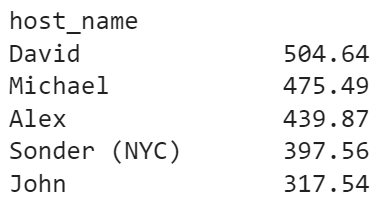 host_name
David 504.64
Michael 475.49
Alex 439.87
Sonder (NYC) 397.56
John 317.54